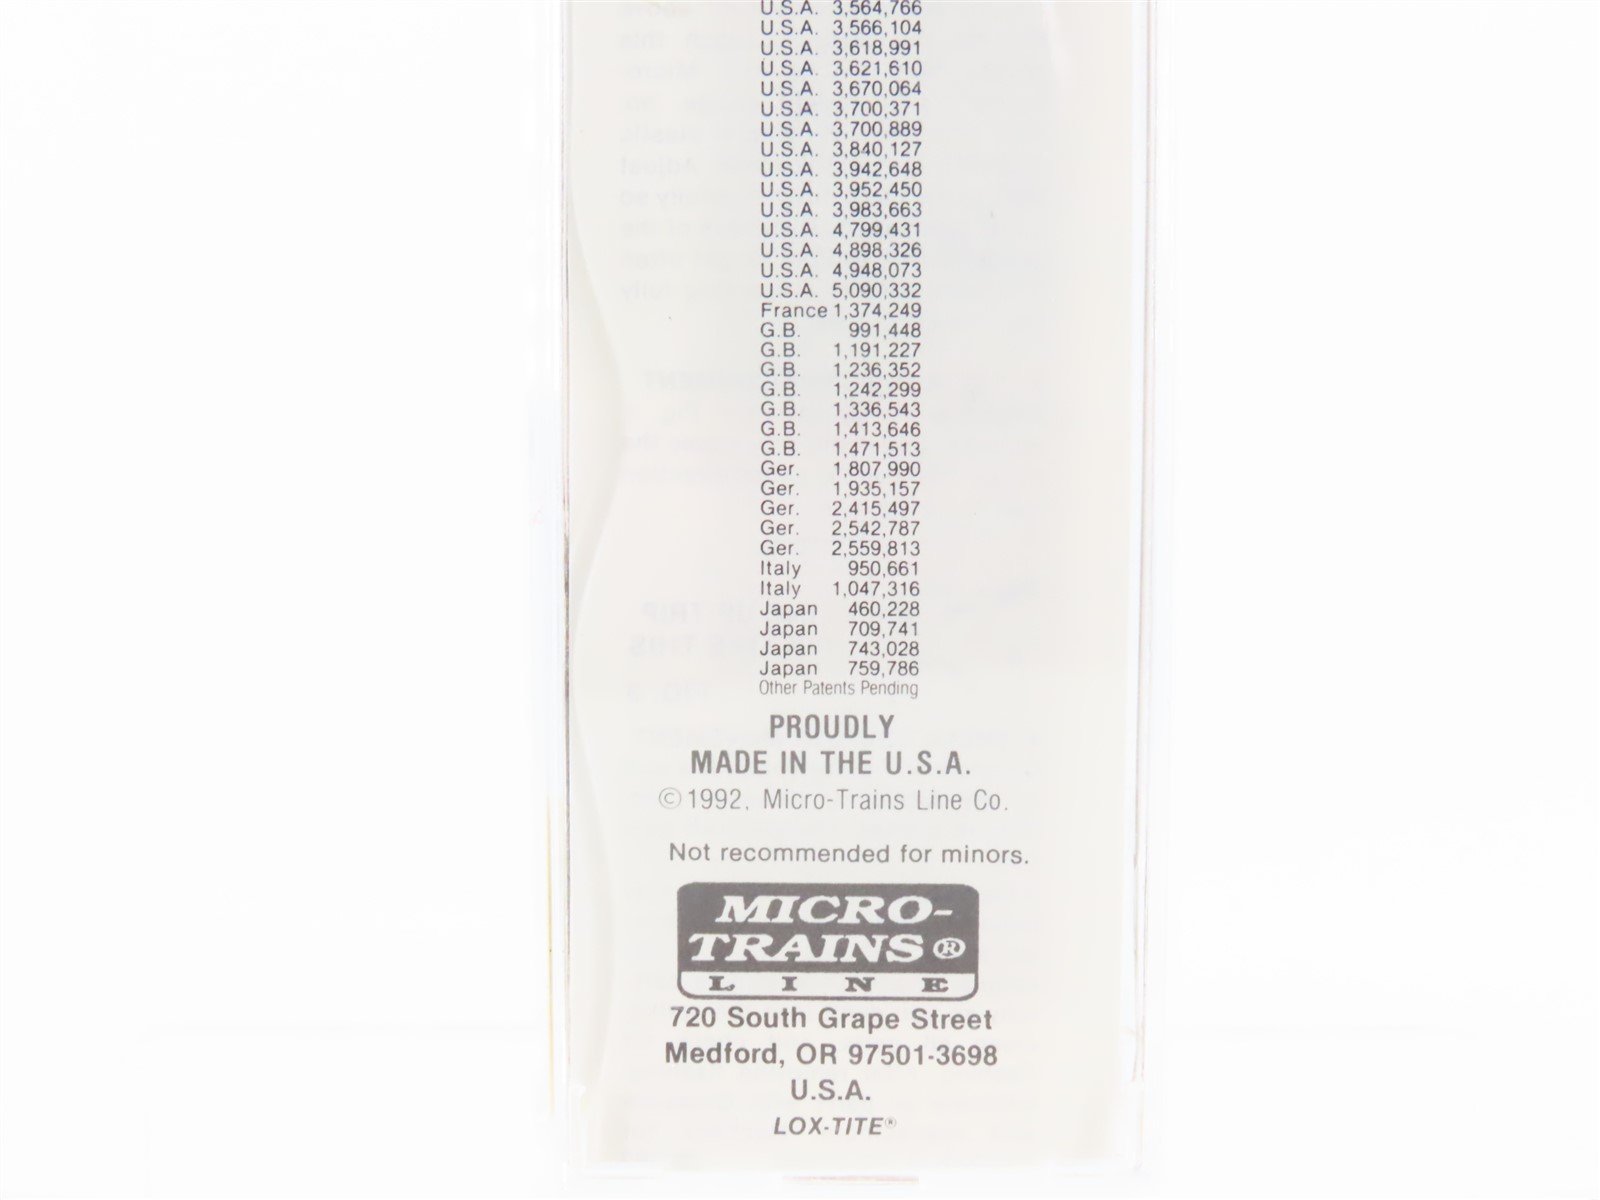 U.S.A. 3,564,766
U.S.A. 3,566,104
U.S.A. 3,618,991
U.S.A. 3,621,610
U.S.A. 3,670,064
U.S.A. 3,700,371
U.S.A. 3,700,889
U.S.A. 3,840,127
U.S.A. 3,942,648
U.S.A. 3,952,450
U.S.A. 3,983,663
U.S.A. 4,799,431
U.S.A. 4,898,326
U.S.A. 4,948,073
U.S.A. 5,090,332
France 1,374,249
G.B. 991,448
G.B. 1,191,227
G.B. 1,236,352
G.B. 1,242,299
G.B. 1,336,543
G.B. 1,413,646
G.B. 1,471,513
Ger. 1,807,990
Ger. 1,935,157
Ger. 2,415,497
Ger. 2,542,787
Ger. 2,559,813
Italy 950,661
Italy 1,047,316
Japan 460,228
Japan 709,741
Japan 743,028
Japan 759,786
Other Patents Pending
PROUDLY
MADE IN THE U.S.A.
©1992, Micro-Trains Line Co.
Not recommended for minors.
MICRO-
TRAINS®
LINE
720 South Grape Street
Medford, OR 97501-3698
U.S.A.
LOX-TITE®